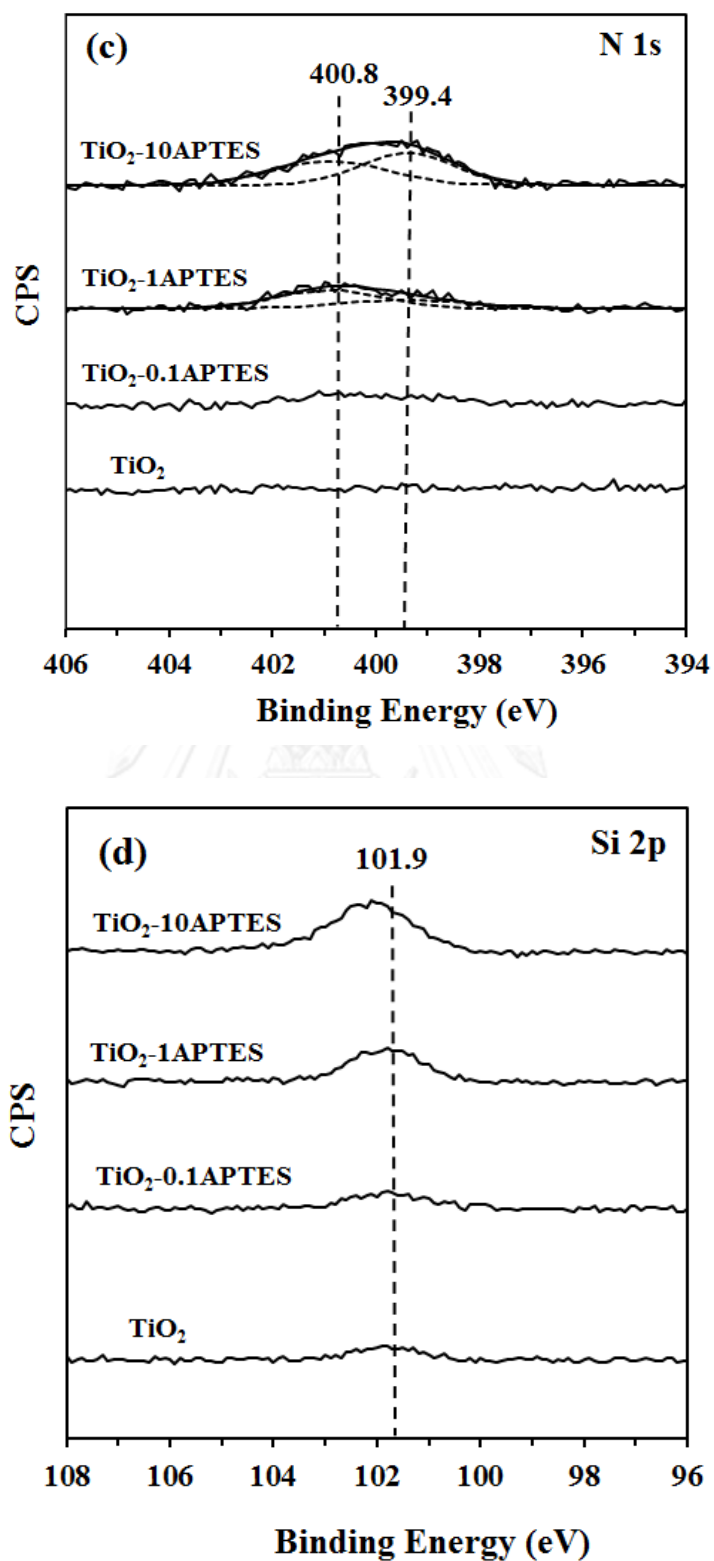 (c)
N 1s
400.8
399.4
TiO₂-10APTES
TiO₂-1APTES
TiO₂-0.1APTES
TiO₂
CPS
406 404 402 400 398 396 394
Binding Energy (eV)
(d)
Si 2p
101.9
TiO₂-10APTES
TiO₂-1APTES
TiO₂-0.1APTES
TiO₂
CPS
108 106 104 102 100 98 96
Binding Energy (eV)